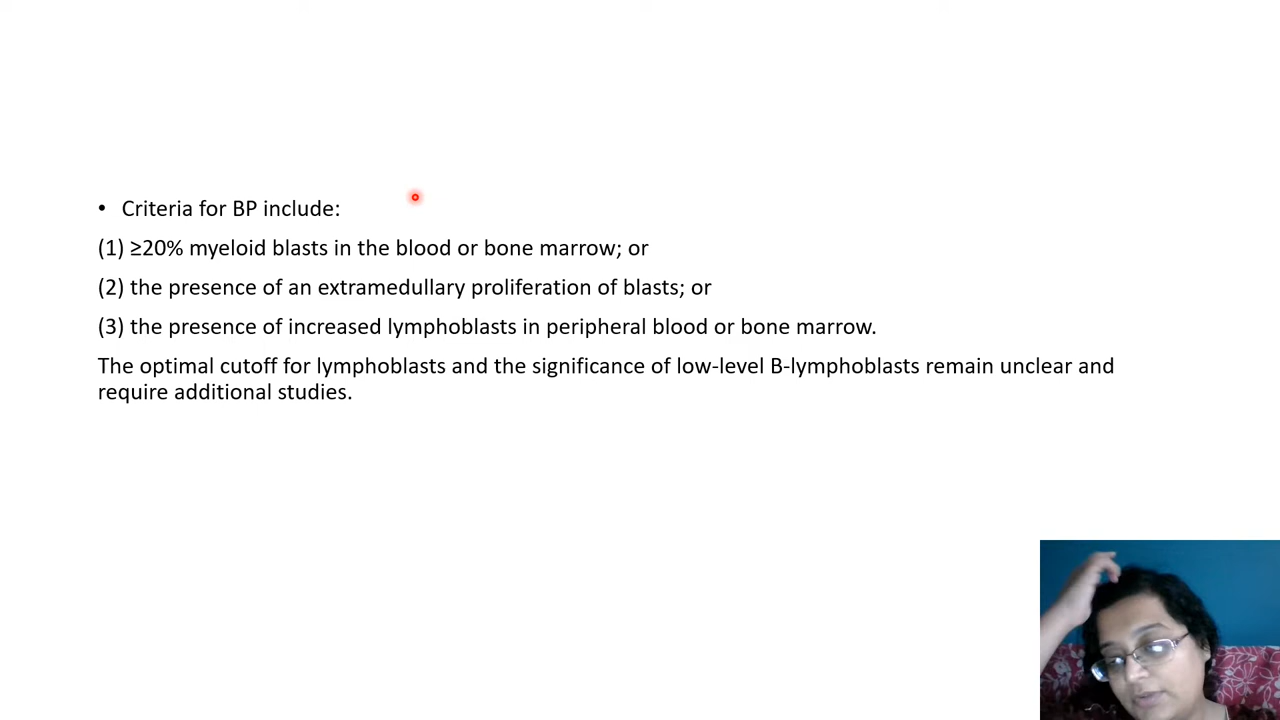 • Criteria for BP include:
(1) ≥20% myeloid blasts in the blood or bone marrow; or
(2) the presence of an extramedullary proliferation of blasts; or
(3) the presence of increased lymphoblasts in peripheral blood or bone marrow.
The optimal cutoff for lymphoblasts and the significance of low-level B-lymphoblasts remain unclear and
require additional studies.